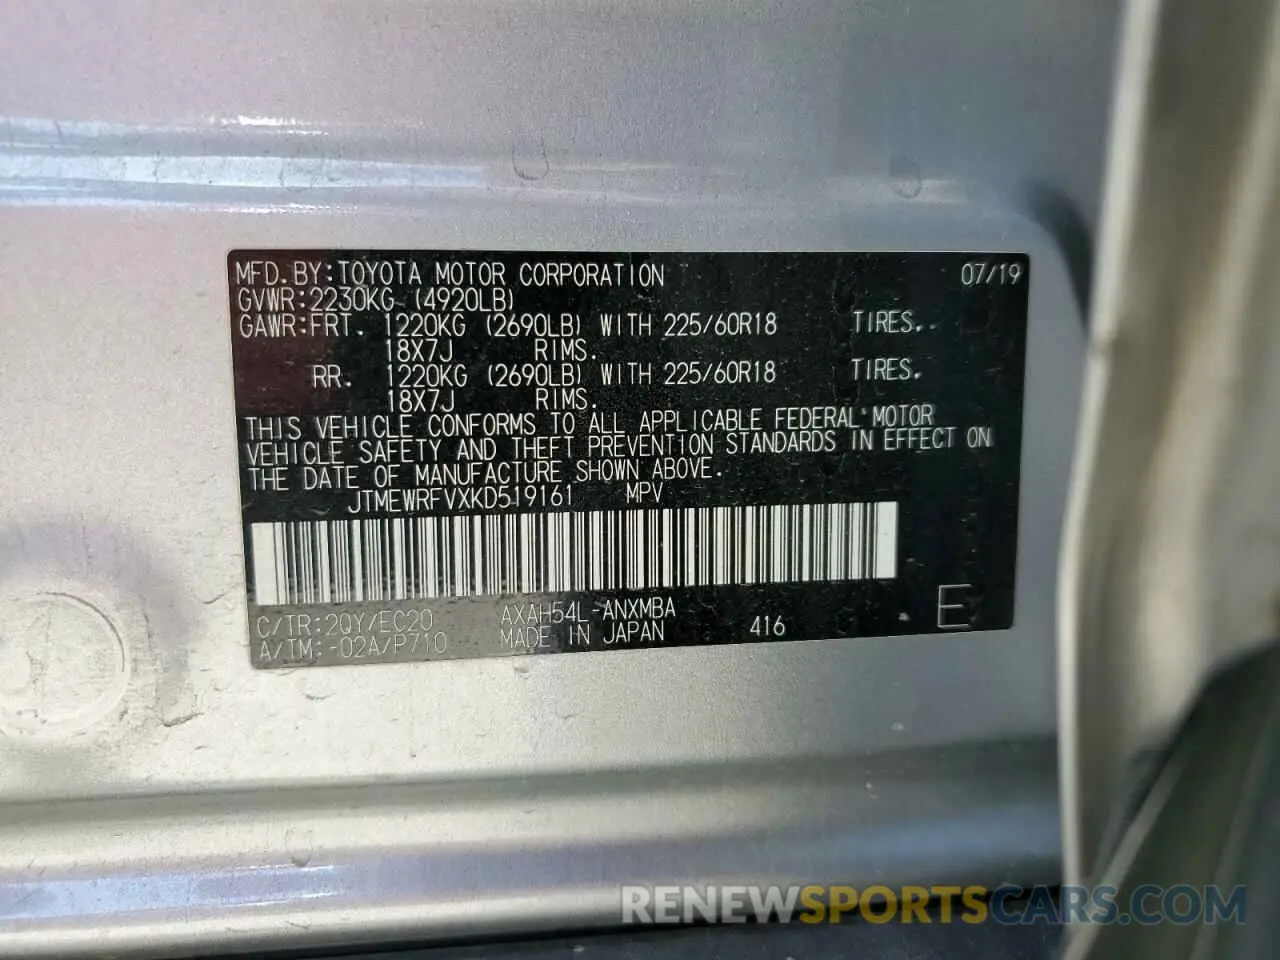 MFD.BY:TOYOTA MOTOR CORPORATION 07/19
GVWR:2230KG (4920LB)
GAWR:FRT. 1220KG (2690LB) WITH 225/60R18 TIRES.
18X7J RIMS.
RR. 1220KG (2690LB) WITH 225/60R18 TIRES.
18X7J RIMS.
THIS VEHICLE CONFORMS TO ALL APPLICABLE FEDERAL MOTOR
VEHICLE SAFETY AND THEFT PREVENTION STANDARDS IN EFFECT ON
THE DATE OF MANUFACTURE SHOWN ABOVE.
JTMEWRFVXKD519161 MPV
C/TR:2QY/EC20 AXAH54L-ANXMBA
A/TM:-02A/P710 MADE IN JAPAN 416 E
RENEWSPORTSCARS.COM